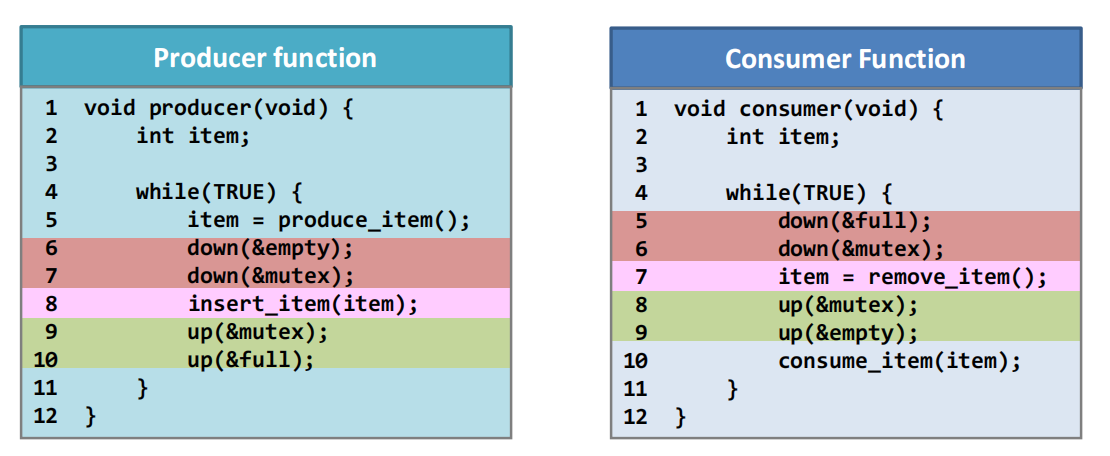 Producer function
1 void producer(void) {
2     int item;
3
4     while(TRUE) {
5         item = produce_item();
6         down(&empty);
7         down(&mutex);
8         insert_item(item);
9         up(&mutex);
10         up(&full);
11     }
12 }
Consumer Function
1 void consumer(void) {
2     int item;
3
4     while(TRUE) {
5         down(&full);
6         down(&mutex);
7         item = remove_item();
8         up(&mutex);
9         up(&empty);
10         consume_item(item);
11     }
12 }